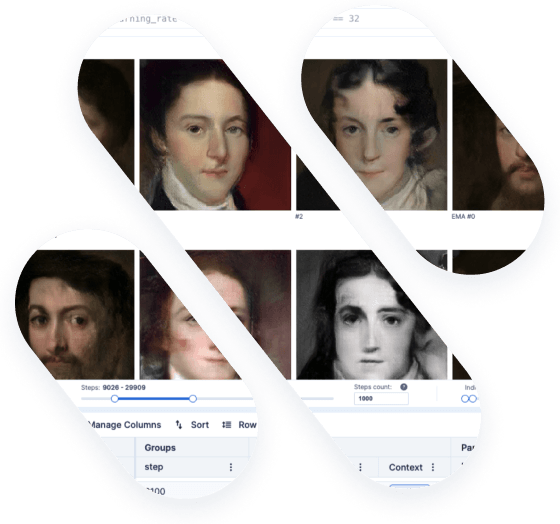 == 32
#2
EMA #0
Steps: 9026 - 29909
Steps count:
1000
Manage Columns Sort Row
Groups
step
Context